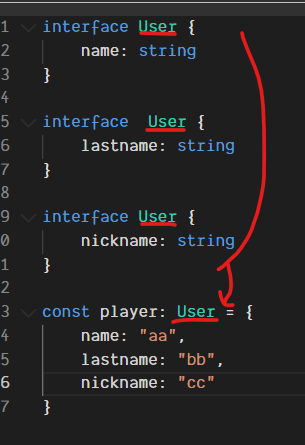 1 interface User {
2 name: string
3 }
4
5 interface  User {
6 lastname: string
7 }
8
9 interface User {
0 nickname: string
1 }
2
3 const player: User = {
4 name: "aa",
5 lastname: "bb",
6 nickname: "cc"
7 }